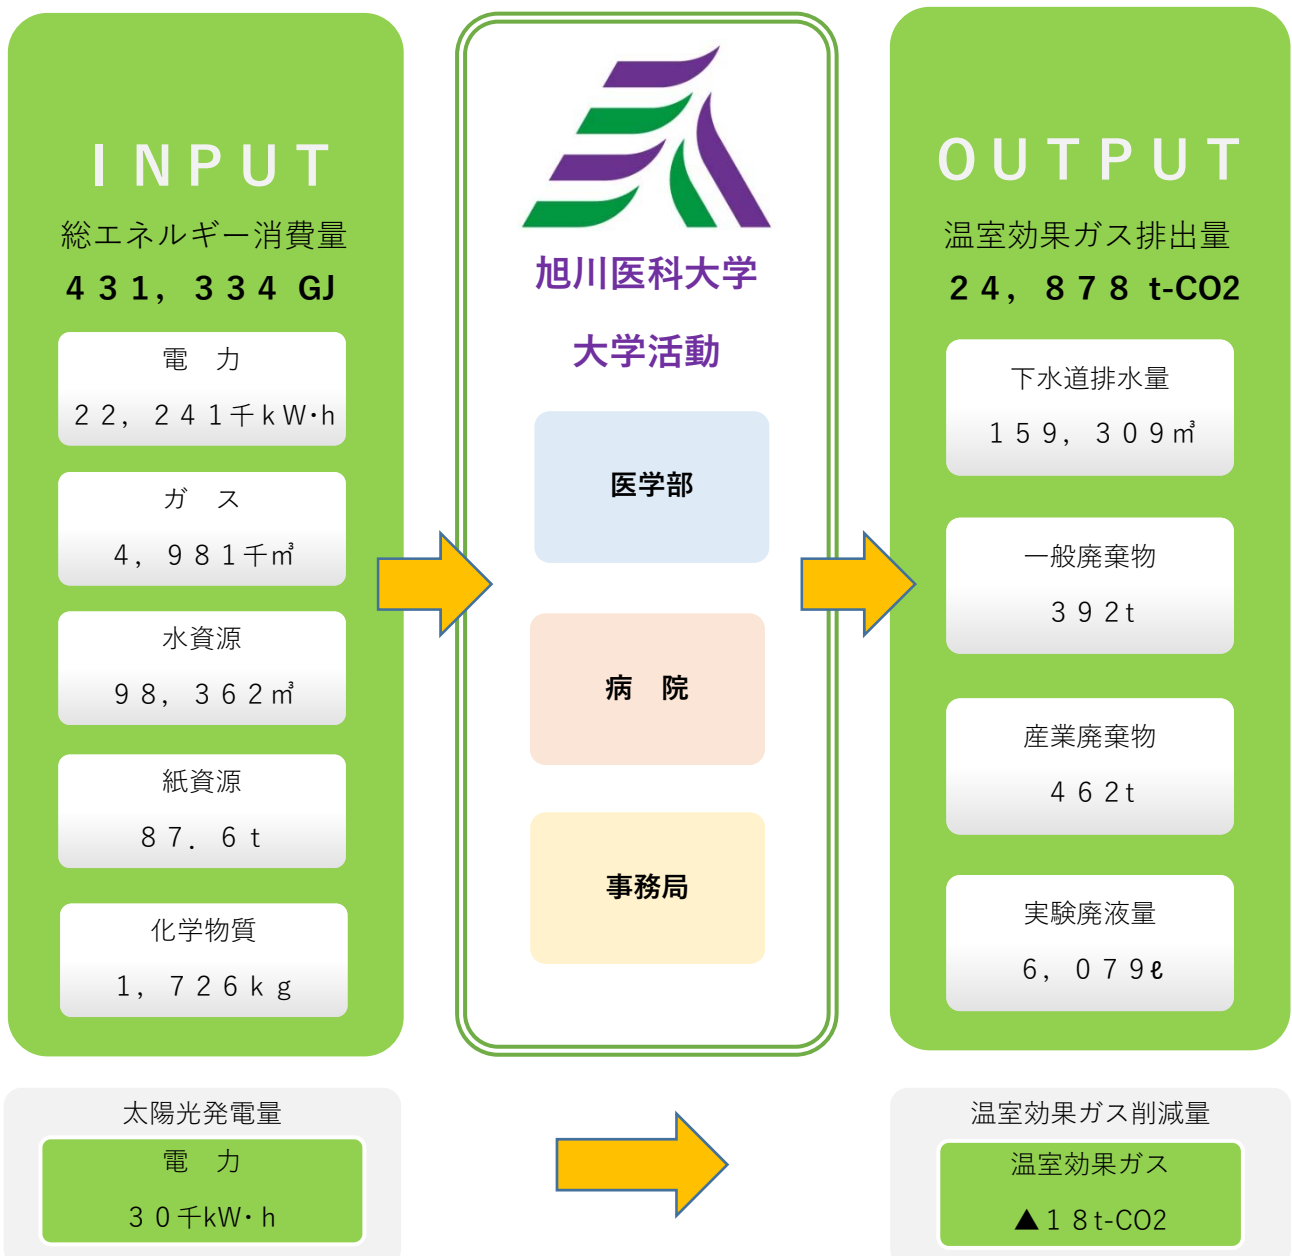 INPUT
総エネルギー消費量
４３１，３３４ GJ
電　力
２２，２４１千ｋW･h
ガ　ス
４，９８１千㎥
水資源
９８，３６２㎥
紙資源
８７．６ｔ
化学物質
１，７２６ｋｇ
旭川医科大学
大学活動
医学部
病　院
事務局
OUTPUT
温室効果ガス排出量
２４，８７８ t-CO2
下水道排水量
１５９，３０９㎥
一般廃棄物
３９２t
産業廃棄物
４６２t
実験廃液量
６，０７９ℓ
太陽光発電量
電　力
３０千kW･h
温室効果ガス削減量
温室効果ガス
▲１８t-CO2